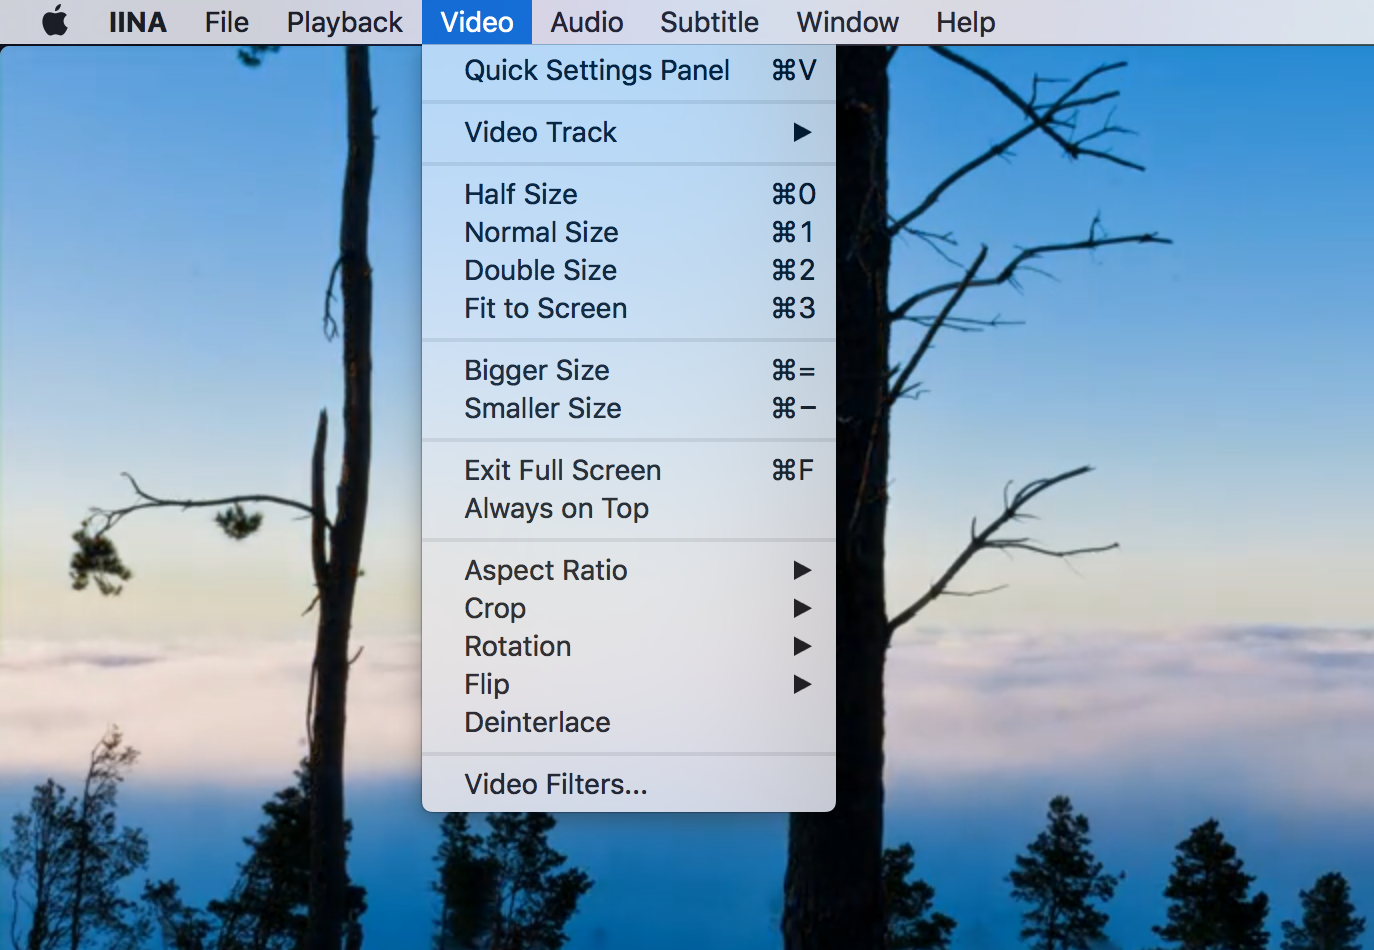 IINA File Playback Video Audio Subtitle Window Help
Quick Settings Panel ⌘V
Video Track ▶
Half Size ⌘0
Normal Size ⌘1
Double Size ⌘2
Fit to Screen ⌘3
Bigger Size ⌘=
Smaller Size ⌘−
Exit Full Screen ⌘F
Always on Top
Aspect Ratio ▶
Crop ▶
Rotation ▶
Flip ▶
Deinterlace
Video Filters...